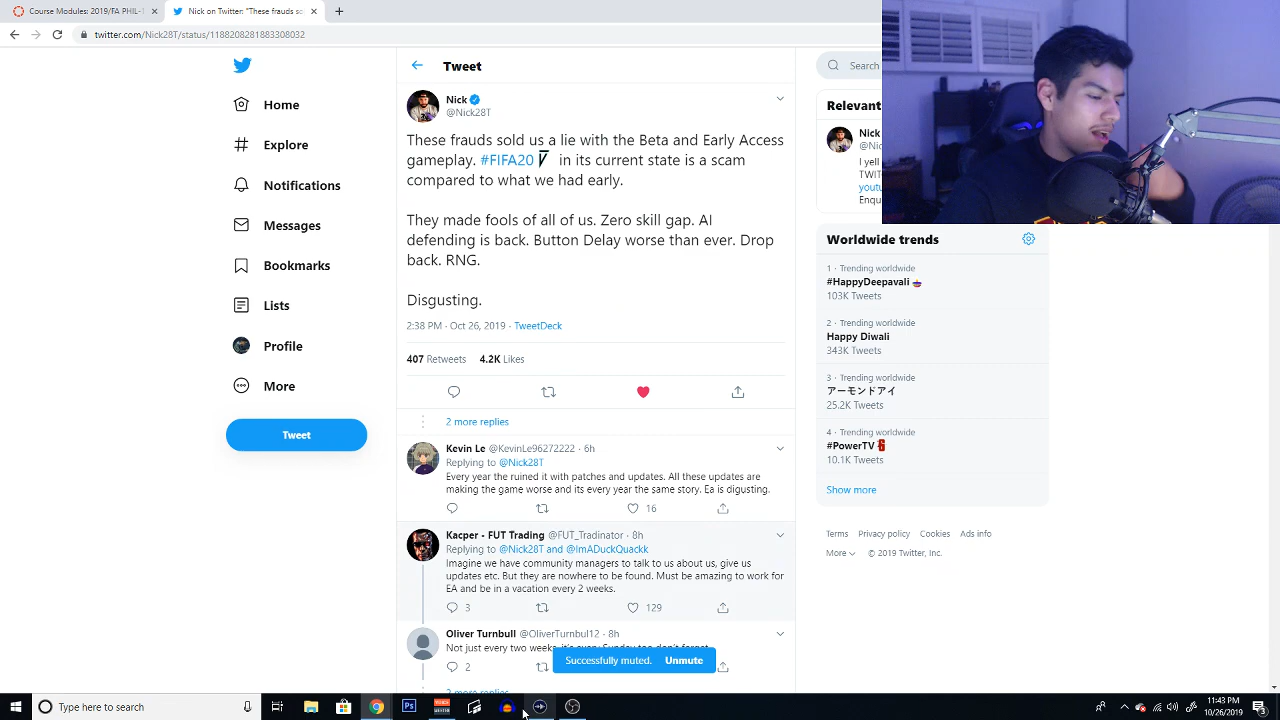 Course Modules: 2019/FA PHIL-1
Nick on Twitter: "These frauds so
Tweet
Nick
@Nick28T
These frauds sold us a lie with the Beta and Early Access
gameplay. #FIFA20 in its current state is a scam
compared to what we had early.
They made fools of all of us. Zero skill gap. AI
defending is back. Button Delay worse than ever. Drop
back. RNG.
Disgusting.
2:38 PM · Oct 26, 2019 · TweetDeck
407 Retweets 4.2K Likes
2 more replies
Kevin Le @KevinLe96272222 · 6h
Replying to @Nick28T
Every year the ruined it with patches and updates. All these updates are
making the game worse and its every year the same story. Ea is digusting.
16
Kacper - FUT Trading @FUT_Tradinator · 8h
Replying to @Nick28T and @ImADuckQuackk
Imagine we have community managers to talk to us about us, give us
updates etc. But they are nowhere to be found. Must be amazing to work for
EA and be in a vacation every 2 weeks.
3 129
Oliver Turnbull @OliverTurnbul12 · 8h
Not just every two weeks
2
Successfully muted. Unmute
Home
Explore
Notifications
Messages
Bookmarks
Lists
Profile
More
Tweet
Search
Relevant
Nick
@Nic
I yell
TWIT
youtu
Enqu
Worldwide trends
1 · Trending worldwide
#HappyDeepavali
103K Tweets
2 · Trending worldwide
Happy Diwali
343K Tweets
3 · Trending worldwide
アーモンドアイ
25.2K Tweets
4 · Trending worldwide
#PowerTV
10.1K Tweets
Show more
Terms Privacy policy Cookies Ads info
More © 2019 Twitter, Inc.
Type here to search
Ps
11:43 PM
10/26/2019